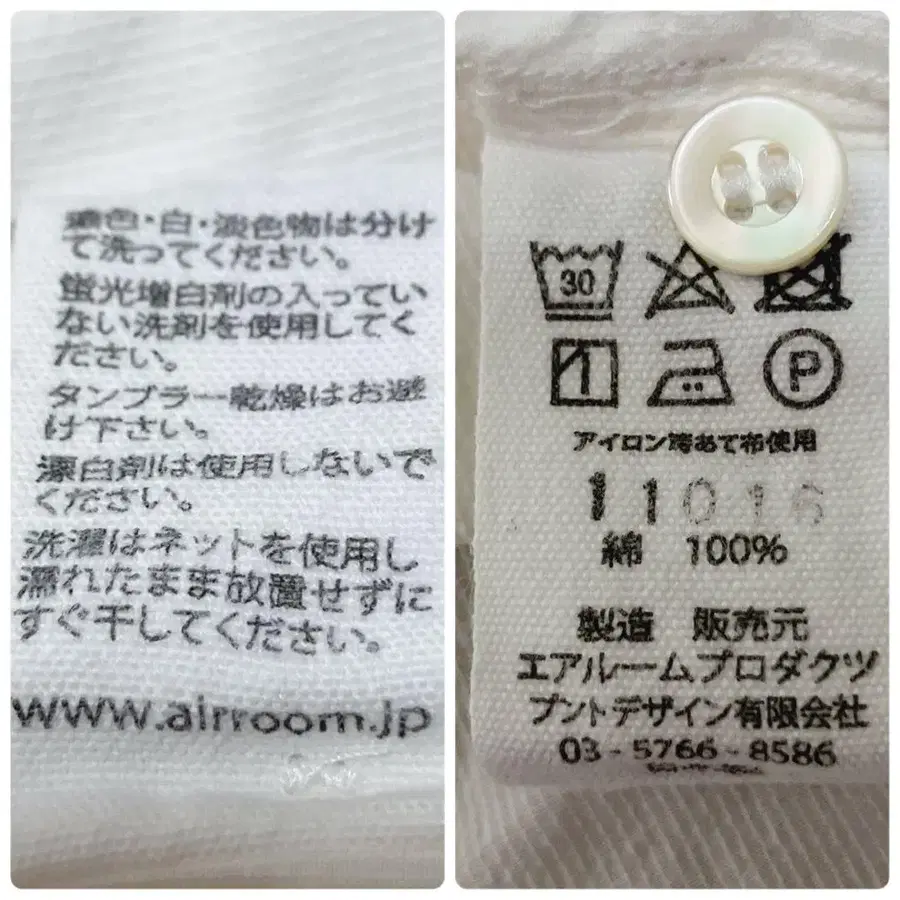 濃色・白・淡色物は分け
て洗ってください。
蛍光増白剤の入ってい
ない洗剤を使用してく
ださい。
タンブラー乾燥はお避
け下さい。
漂白剤は使用しないで
ください。
洗濯はネットを使用し
濡れたまま放置せずに
すぐ干してください。
www.airroom.jp
30
P
アイロン時あて布使用
11016
綿 100%
製造 販売元
エアルームプロダクツ
プントデザイン有限会社
03-5766-8586